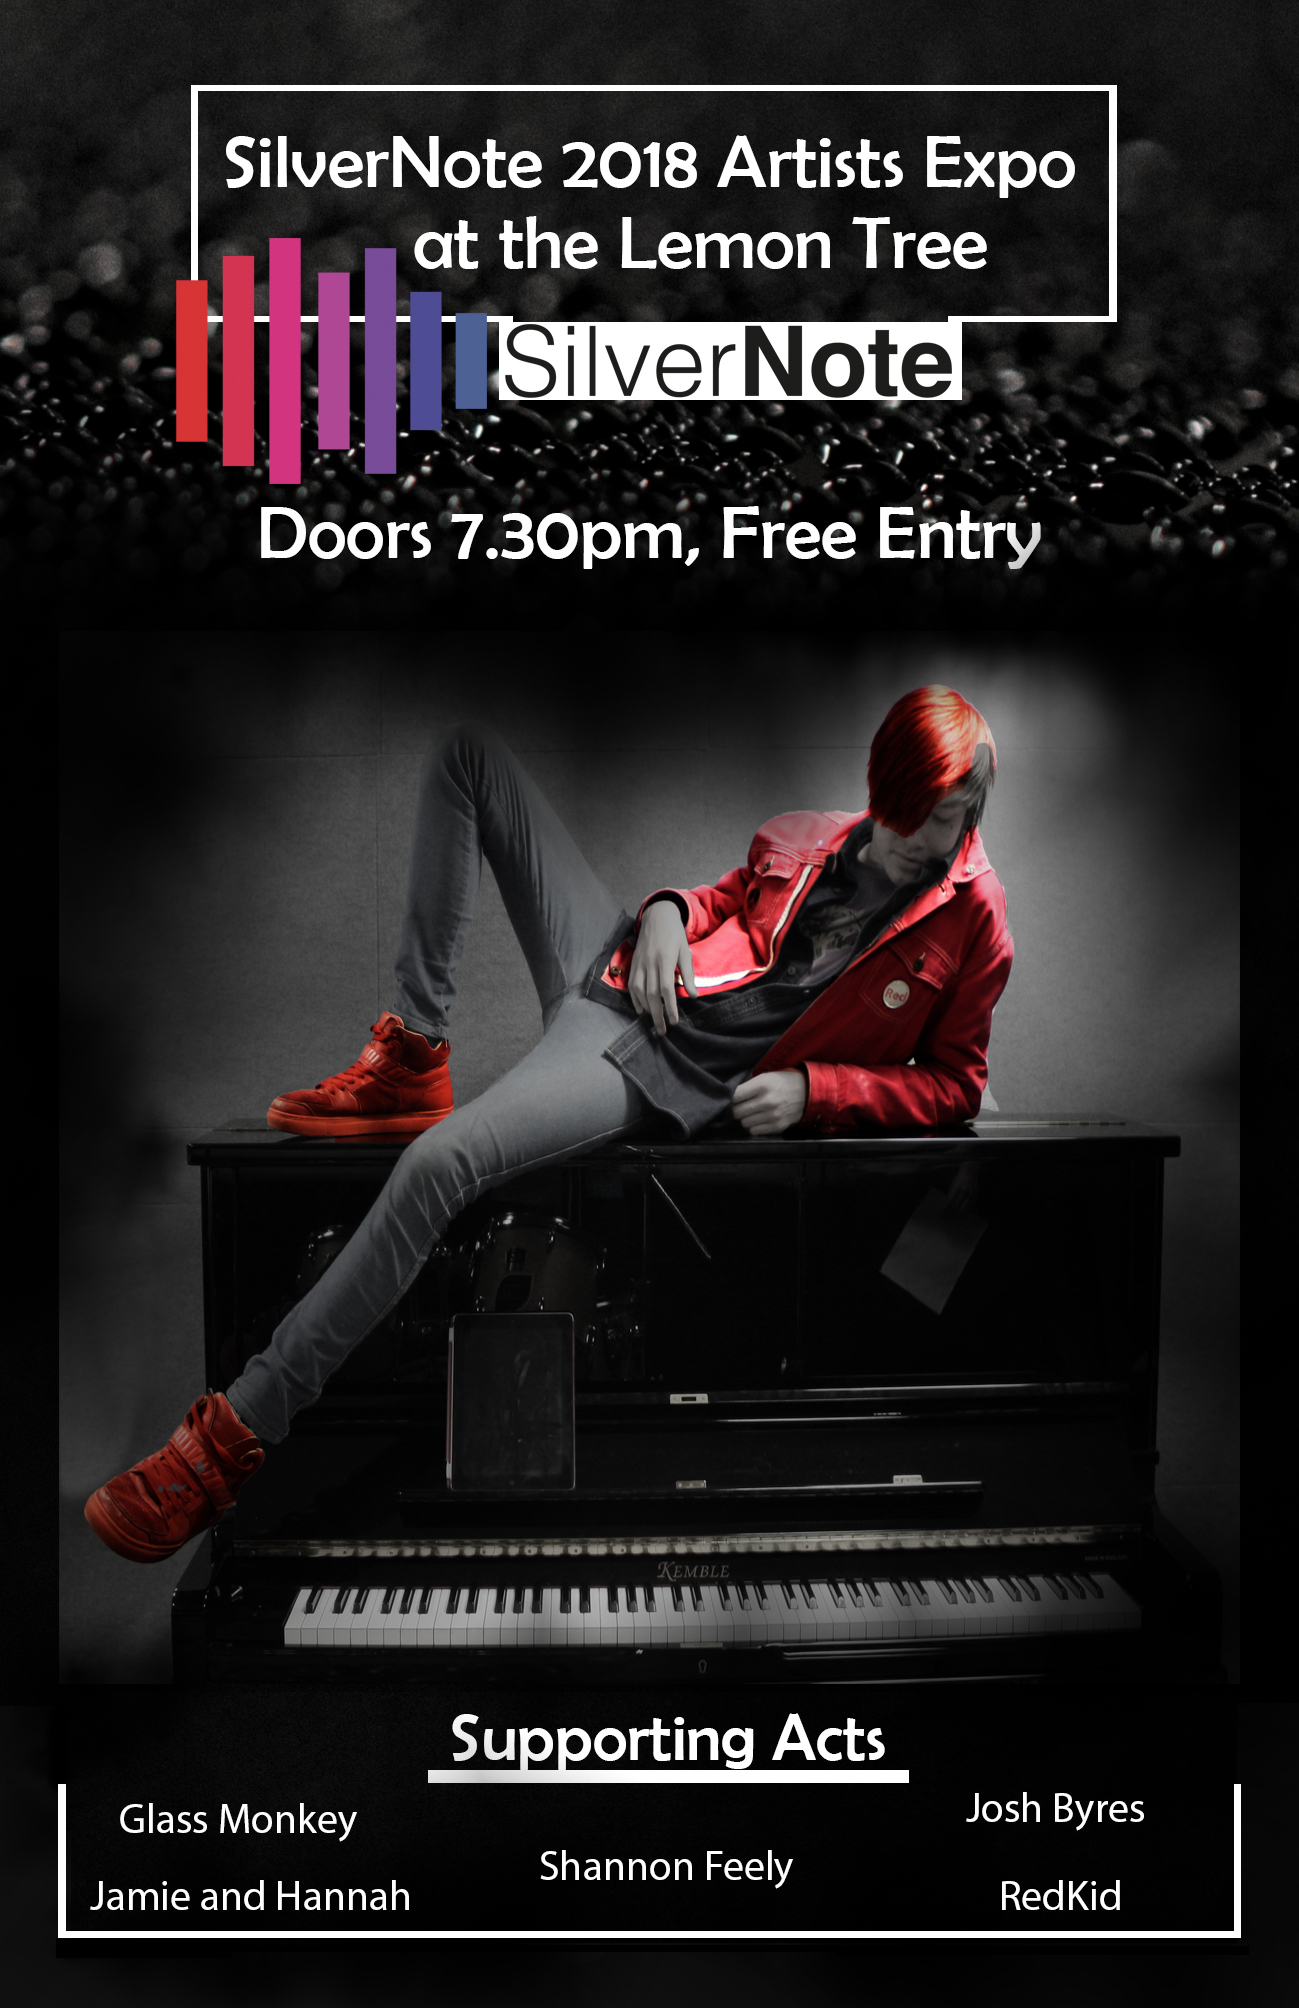 SilverNote 2018 Artists Expo
at the Lemon Tree
SilverNote
Doors 7.30pm, Free Entry
Red
KEMBLE
Supporting Acts
Glass Monkey
Josh Byres
Shannon Feely
Jamie and Hannah
RedKid